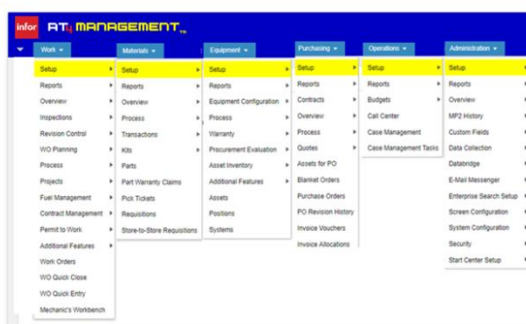 infor AT4 MANAGEMENT TM
Work Materials Equipment Purchasing Operations Administration
Setup
Reports
Overview
Inspections
Revision Control
WO Planning
Process
Projects
Fuel Management
Contract Management
Permit to Work
Additional Features
Work Orders
WO Quick Close
WO Quick Entry
Mechanic's Workbench
Setup
Reports
Overview
Process
Transactions
Kits
Parts
Part Warranty Claims
Pick Tickets
Requisitions
Store-to-Store Requisitions
Setup
Reports
Equipment Configuration
Process
Warranty
Procurement Evaluation
Asset Inventory
Additional Features
Assets
Positions
Systems
Setup
Reports
Contracts
Overview
Process
Quotes
Assets for PO
Blanket Orders
Purchase Orders
PO Revision History
Invoice Vouchers
Invoice Allocations
Setup
Reports
Budgets
Call Center
Case Management
Case Management Tasks
Setup
Reports
Overview
MP2 History
Custom Fields
Data Collection
Databridge
E-Mail Messenger
Enterprise Search Setup
Screen Configuration
System Configuration
Security
Start Center Setup